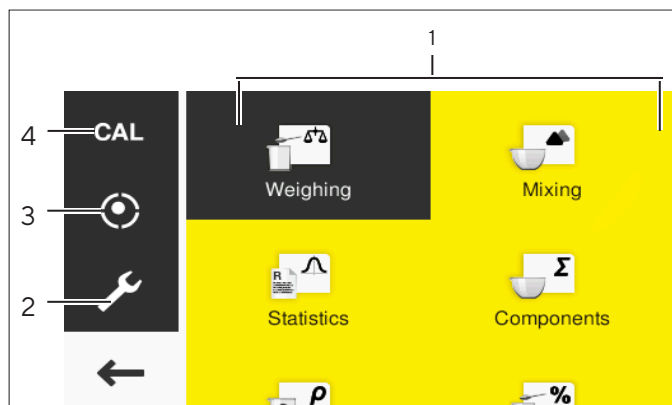 1
4
CAL
Weighing
Mixing
3
R
Σ
2
Statistics
Components
ρ
%